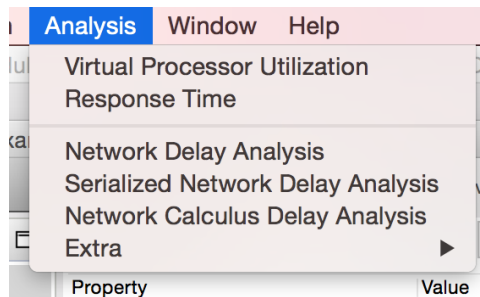 Analysis Window Help
Virtual Processor Utilization
Response Time
Network Delay Analysis
Serialized Network Delay Analysis
Network Calculus Delay Analysis
Extra
Property Value